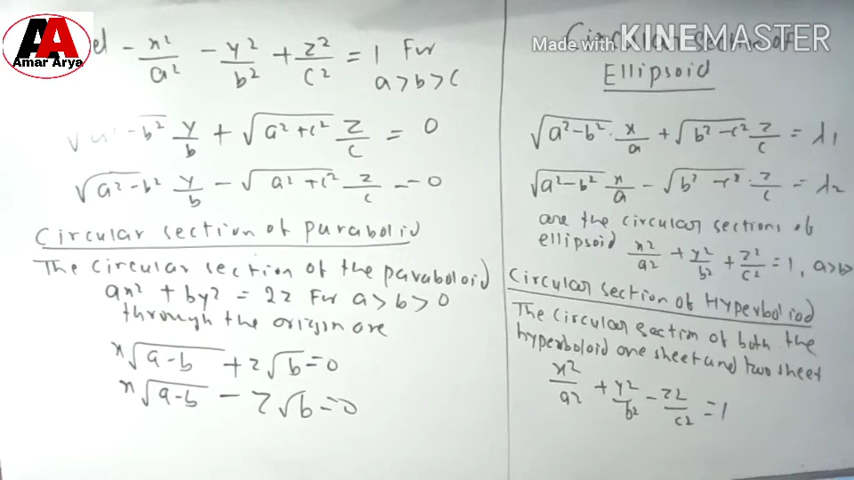 AA
Amar Arya
Made with KINEMASTER
- x²/a² - y²/b² + z²/c² = 1 For
a > b > c
- b² y/b + √a² + c² z/c = 0
√a² - b² y/b - √a² + c² z/c = 0
Circular section of paraboliod
The circular section of the paraboloid
ax² + by² = 2z For a > b > 0
through the origin are
x√a-b + z√b = 0
x√a-b - z√b = 0
Ellipsoid
√a² - b² · x/a + √b² - c² z/c = λ1
√a² - b² x/a - √b² - c² · z/c = λ2
are the circular sections of
ellipsoid x²/a² + y²/b² + z²/c² = 1, a > b >
Circular section of Hyperboliod
The circular section of both the
hyperboloid one sheet and two sheet
x²/a² + y²/b² - z²/c² = 1